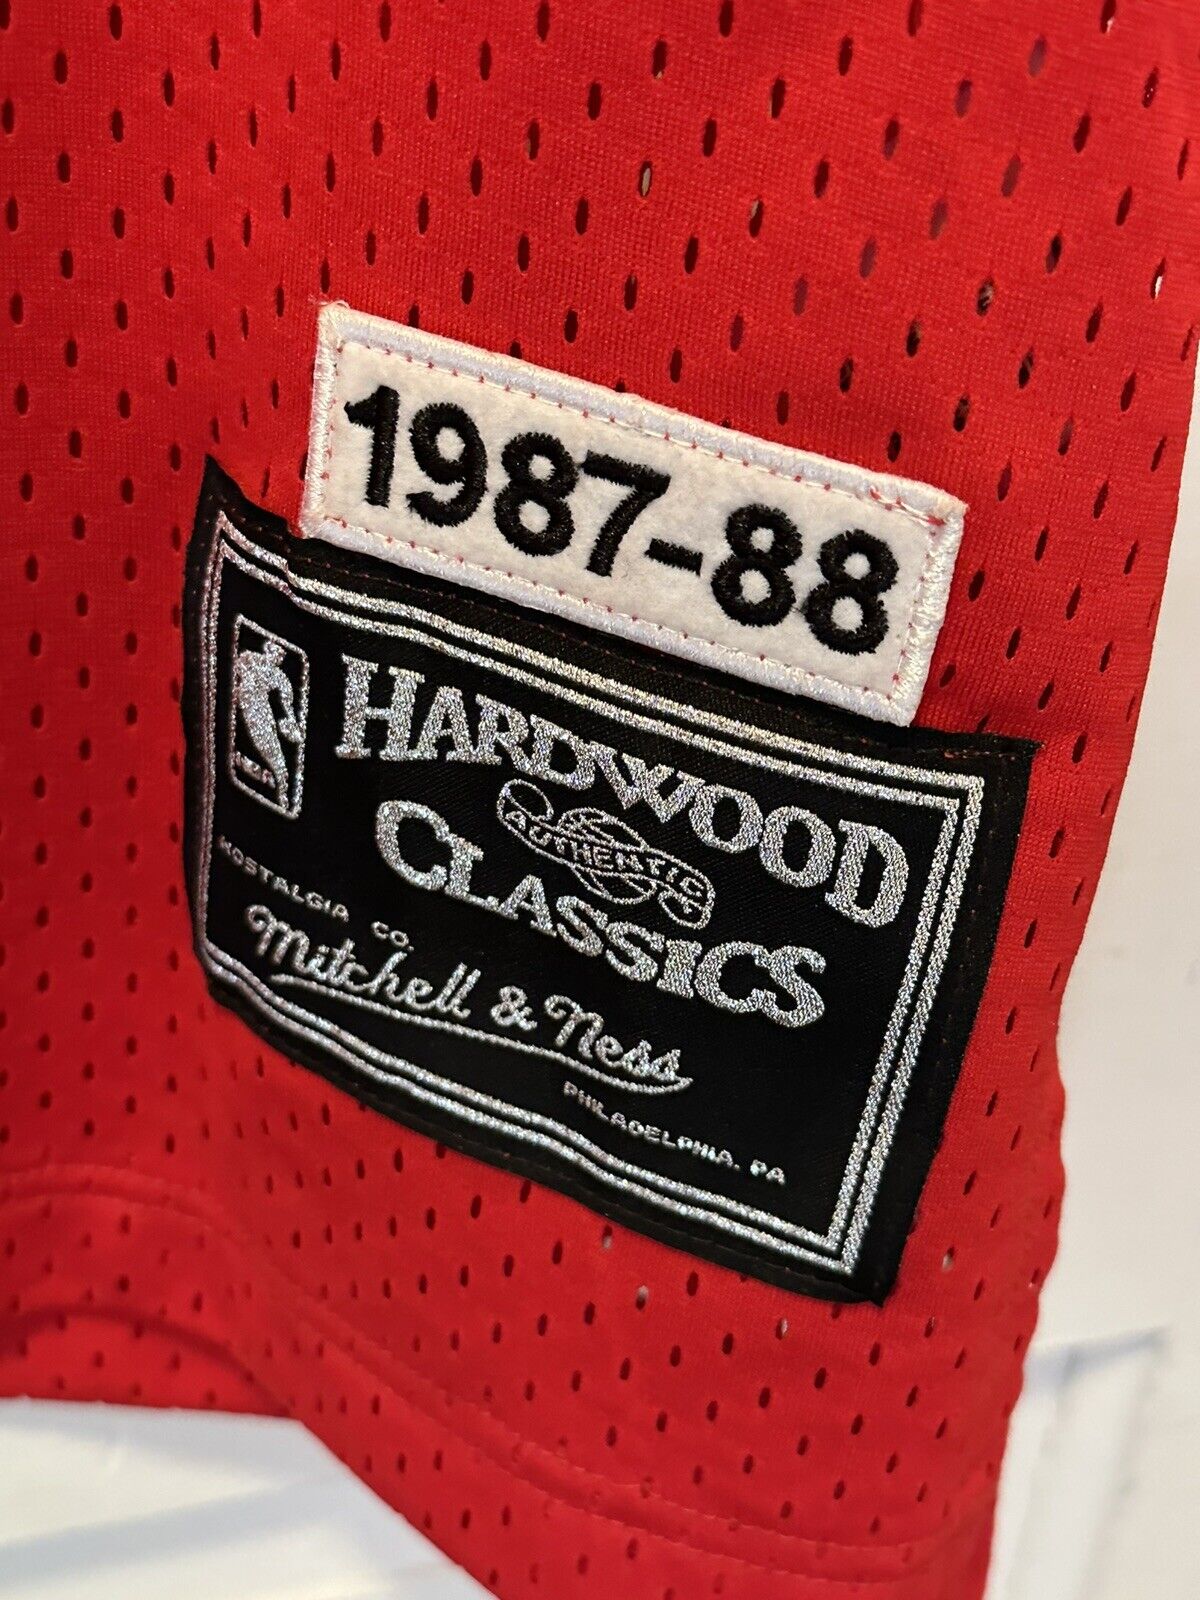 1987-88
HARDWOOD
AUTHENTIC
CLASSICS
NOSTALGIA CO.
Mitchell & Ness
PHILADELPHIA, PA